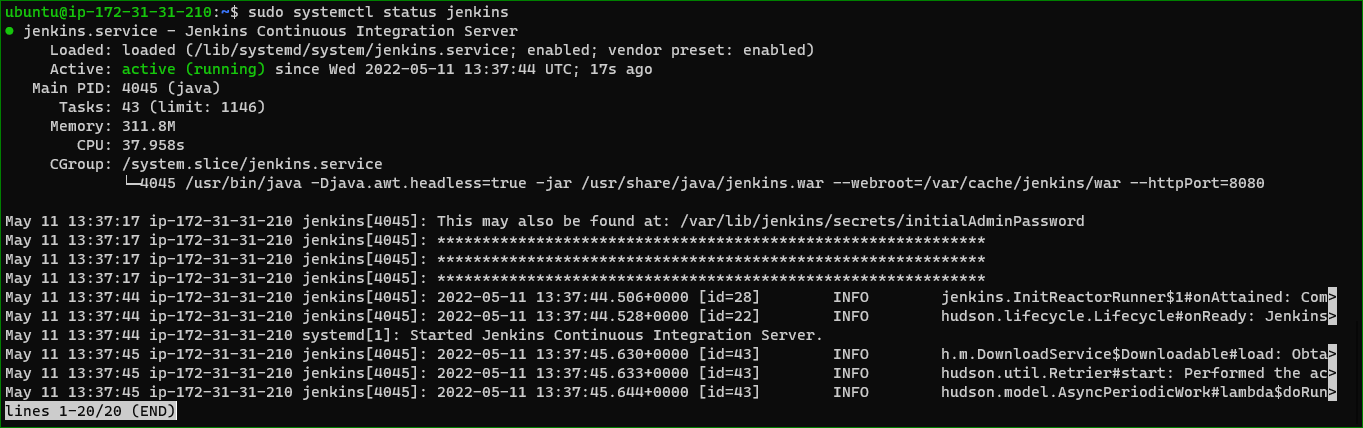 ubuntu@ip-172-31-31-210:~$ sudo systemctl status jenkins
● jenkins.service - Jenkins Continuous Integration Server
     Loaded: loaded (/lib/systemd/system/jenkins.service; enabled; vendor preset: enabled)
     Active: active (running) since Wed 2022-05-11 13:37:44 UTC; 17s ago
   Main PID: 4045 (java)
      Tasks: 43 (limit: 1146)
     Memory: 311.8M
        CPU: 37.958s
     CGroup: /system.slice/jenkins.service
             └─4045 /usr/bin/java -Djava.awt.headless=true -jar /usr/share/java/jenkins.war --webroot=/var/cache/jenkins/war --httpPort=8080

May 11 13:37:17 ip-172-31-31-210 jenkins[4045]: This may also be found at: /var/lib/jenkins/secrets/initialAdminPassword
May 11 13:37:17 ip-172-31-31-210 jenkins[4045]: *************************************************************
May 11 13:37:17 ip-172-31-31-210 jenkins[4045]: *************************************************************
May 11 13:37:17 ip-172-31-31-210 jenkins[4045]: *************************************************************
May 11 13:37:44 ip-172-31-31-210 jenkins[4045]: 2022-05-11 13:37:44.506+0000 [id=28]        INFO        jenkins.InitReactorRunner$1#onAttained: Com>
May 11 13:37:44 ip-172-31-31-210 jenkins[4045]: 2022-05-11 13:37:44.528+0000 [id=22]        INFO        hudson.lifecycle.Lifecycle#onReady: Jenkins>
May 11 13:37:44 ip-172-31-31-210 systemd[1]: Started Jenkins Continuous Integration Server.
May 11 13:37:45 ip-172-31-31-210 jenkins[4045]: 2022-05-11 13:37:45.630+0000 [id=43]        INFO        h.m.DownloadService$Downloadable#load: Obta>
May 11 13:37:45 ip-172-31-31-210 jenkins[4045]: 2022-05-11 13:37:45.633+0000 [id=43]        INFO        hudson.util.Retrier#start: Performed the ac>
May 11 13:37:45 ip-172-31-31-210 jenkins[4045]: 2022-05-11 13:37:45.644+0000 [id=43]        INFO        hudson.model.AsyncPeriodicWork#lambda$doRun>
lines 1-20/20 (END)